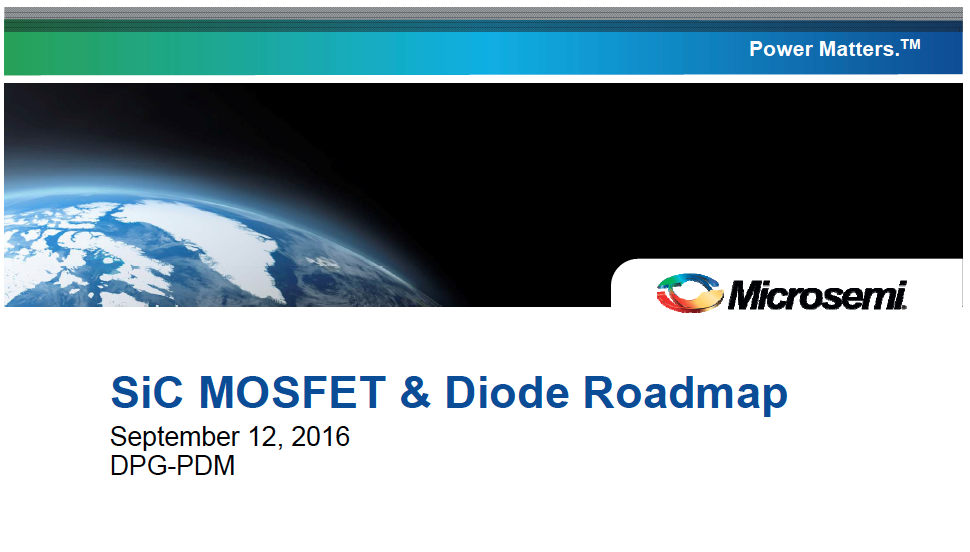 Power Matters.™
Microsemi
SiC MOSFET & Diode Roadmap
September 12, 2016
DPG-PDM